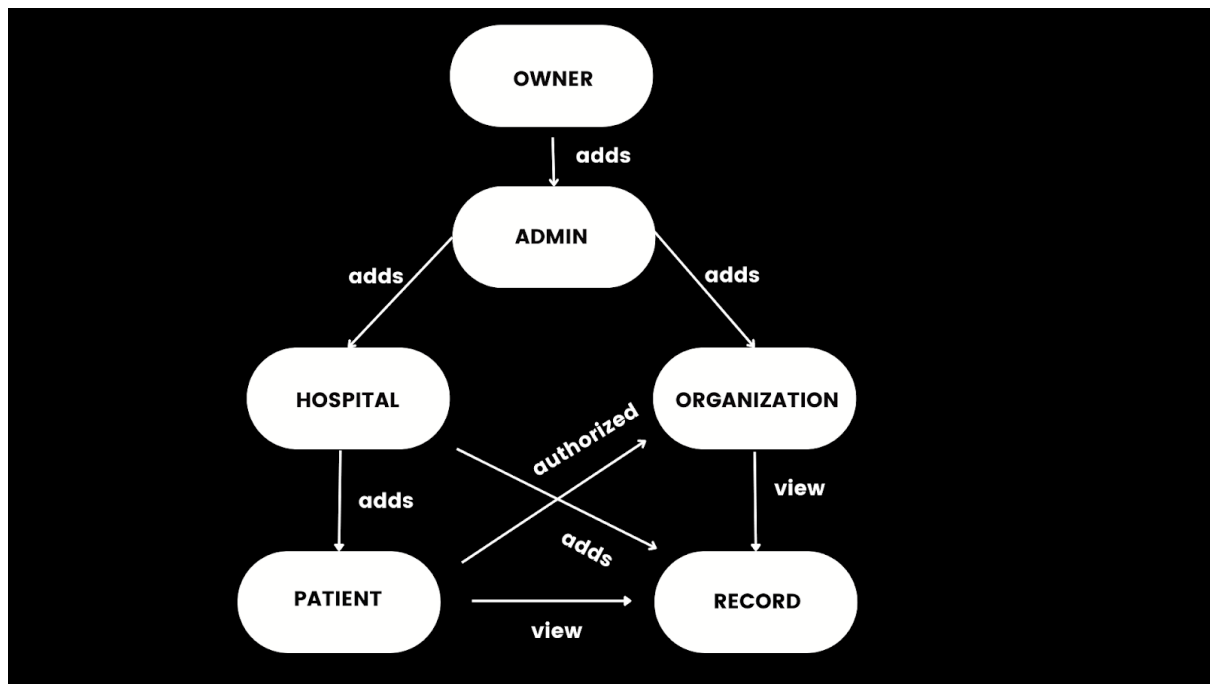 OWNER
adds
ADMIN
adds
adds
HOSPITAL
ORGANIZATION
authorized
adds
view
adds
PATIENT
RECORD
view